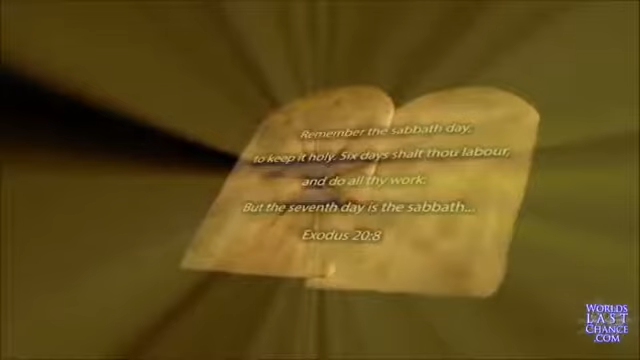 Remember the sabbath day,
to keep it holy. Six days shalt thou labour,
and do all thy work:
But the seventh day is the sabbath...
Exodus 20:8
WORLDS
LAST
CHANCE
.COM